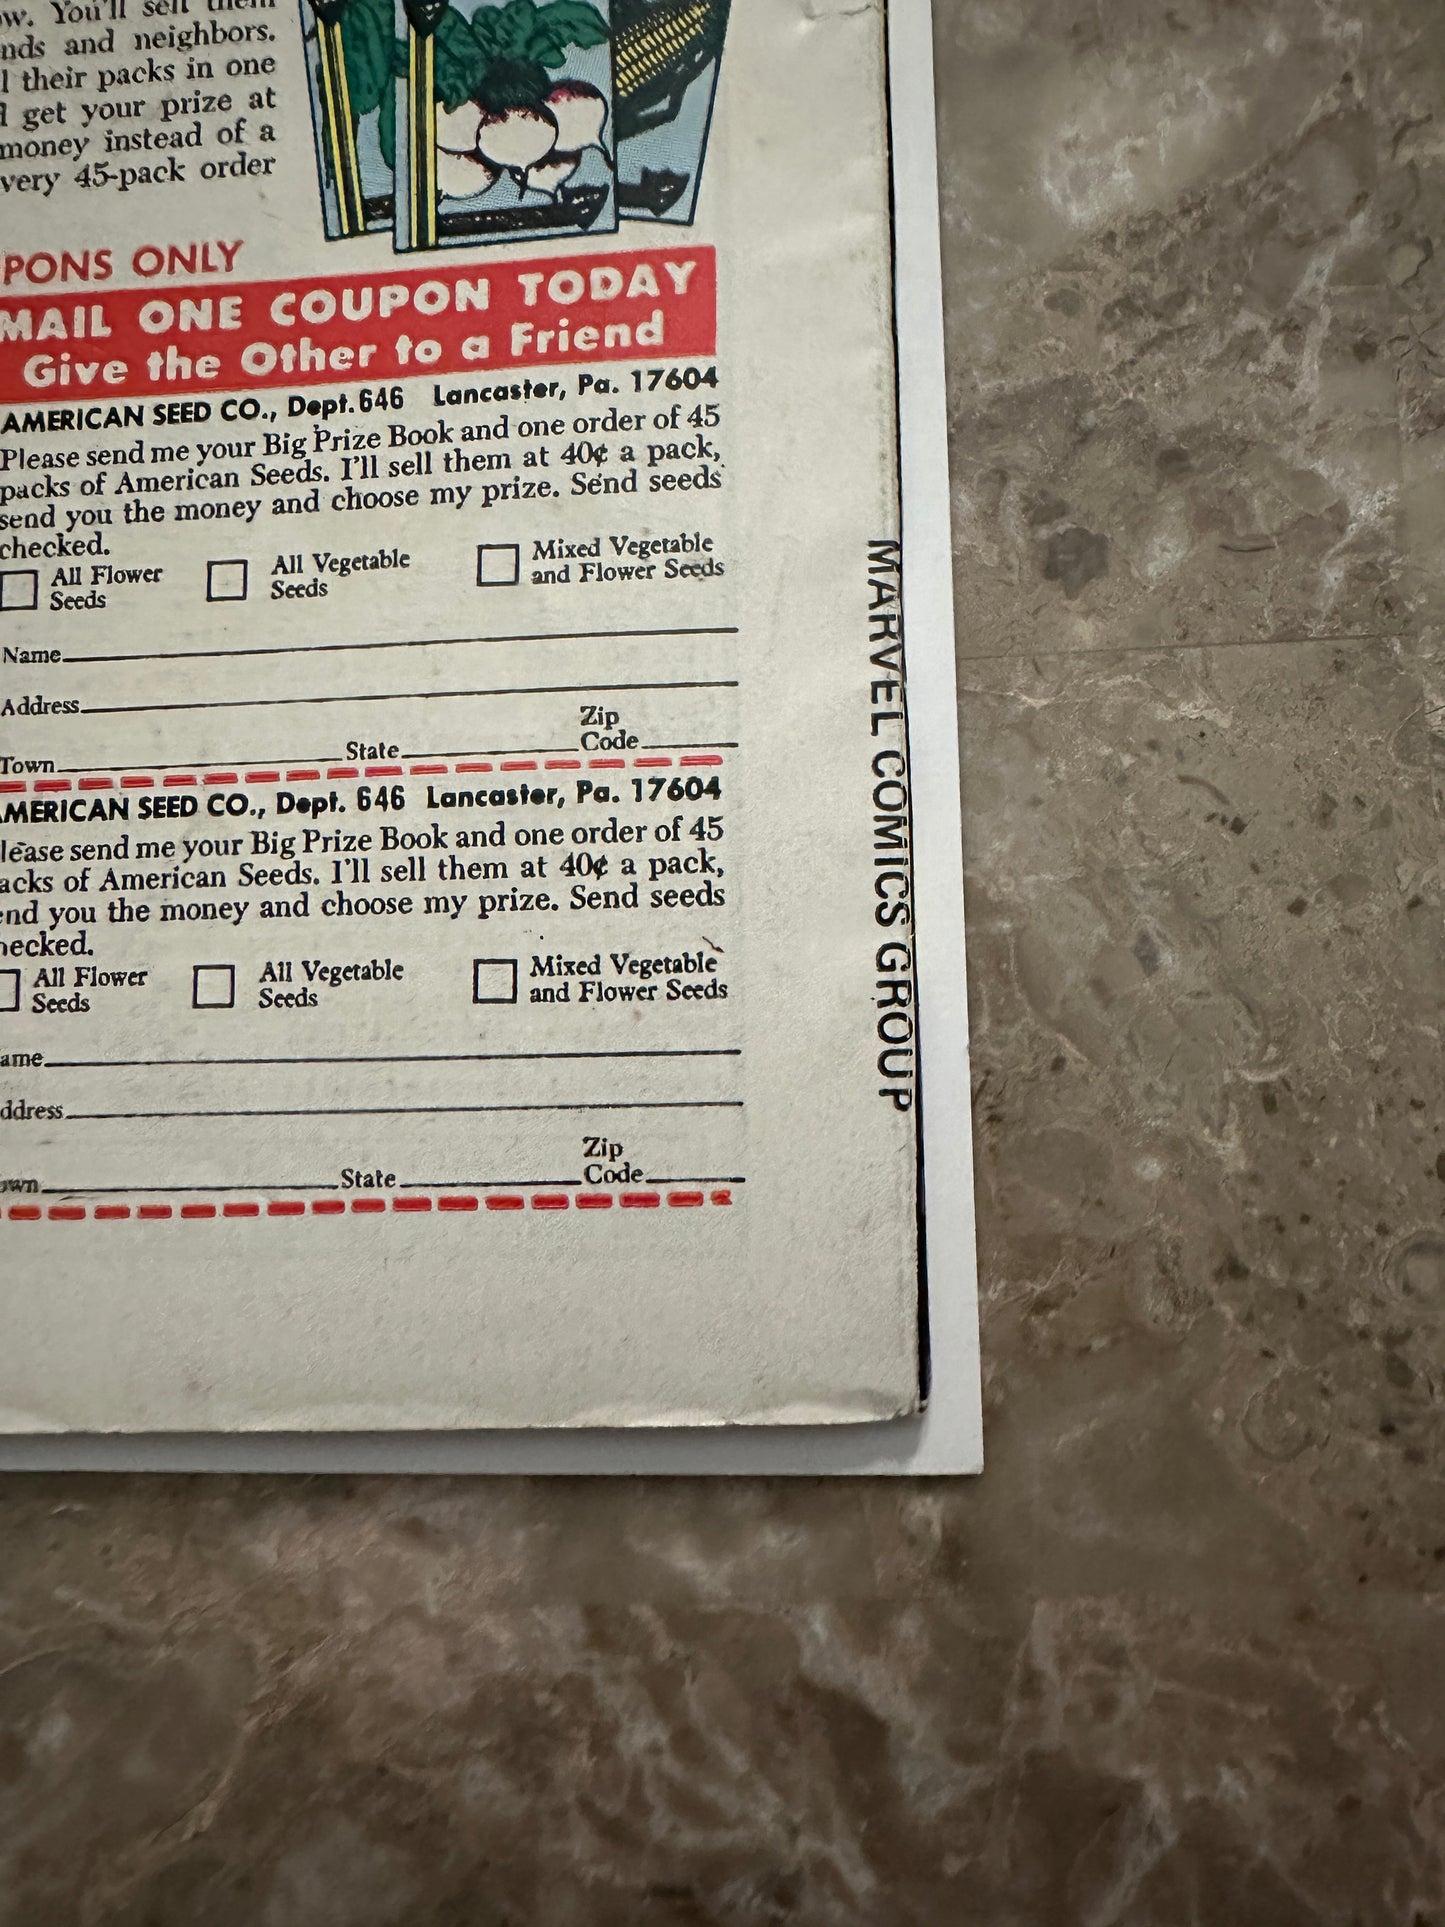 You'll sell them
and neighbors.
their packs in one
get your prize at
money instead of a
45-pack order
PONS ONLY
MAIL ONE COUPON TODAY
Give the Other to a Friend
AMERICAN SEED CO., Dept. 646 Lancaster, Pa. 17604
Please send me your Big Prize Book and one order of 45
packs of American Seeds. I'll sell them at 40¢ a pack,
send you the money and choose my prize. Send seeds
checked.
All Flower Seeds
All Vegetable Seeds
Mixed Vegetable and Flower Seeds
Name
Address
Town State Zip Code
AMERICAN SEED CO., Dept. 646 Lancaster, Pa. 17604
lease send me your Big Prize Book and one order of 45
acks of American Seeds. I'll sell them at 40¢ a pack,
nd you the money and choose my prize. Send seeds
hecked.
All Flower Seeds
All Vegetable Seeds
Mixed Vegetable and Flower Seeds
ame
ddress
own State Zip Code
MARVEL COMICS GROUP